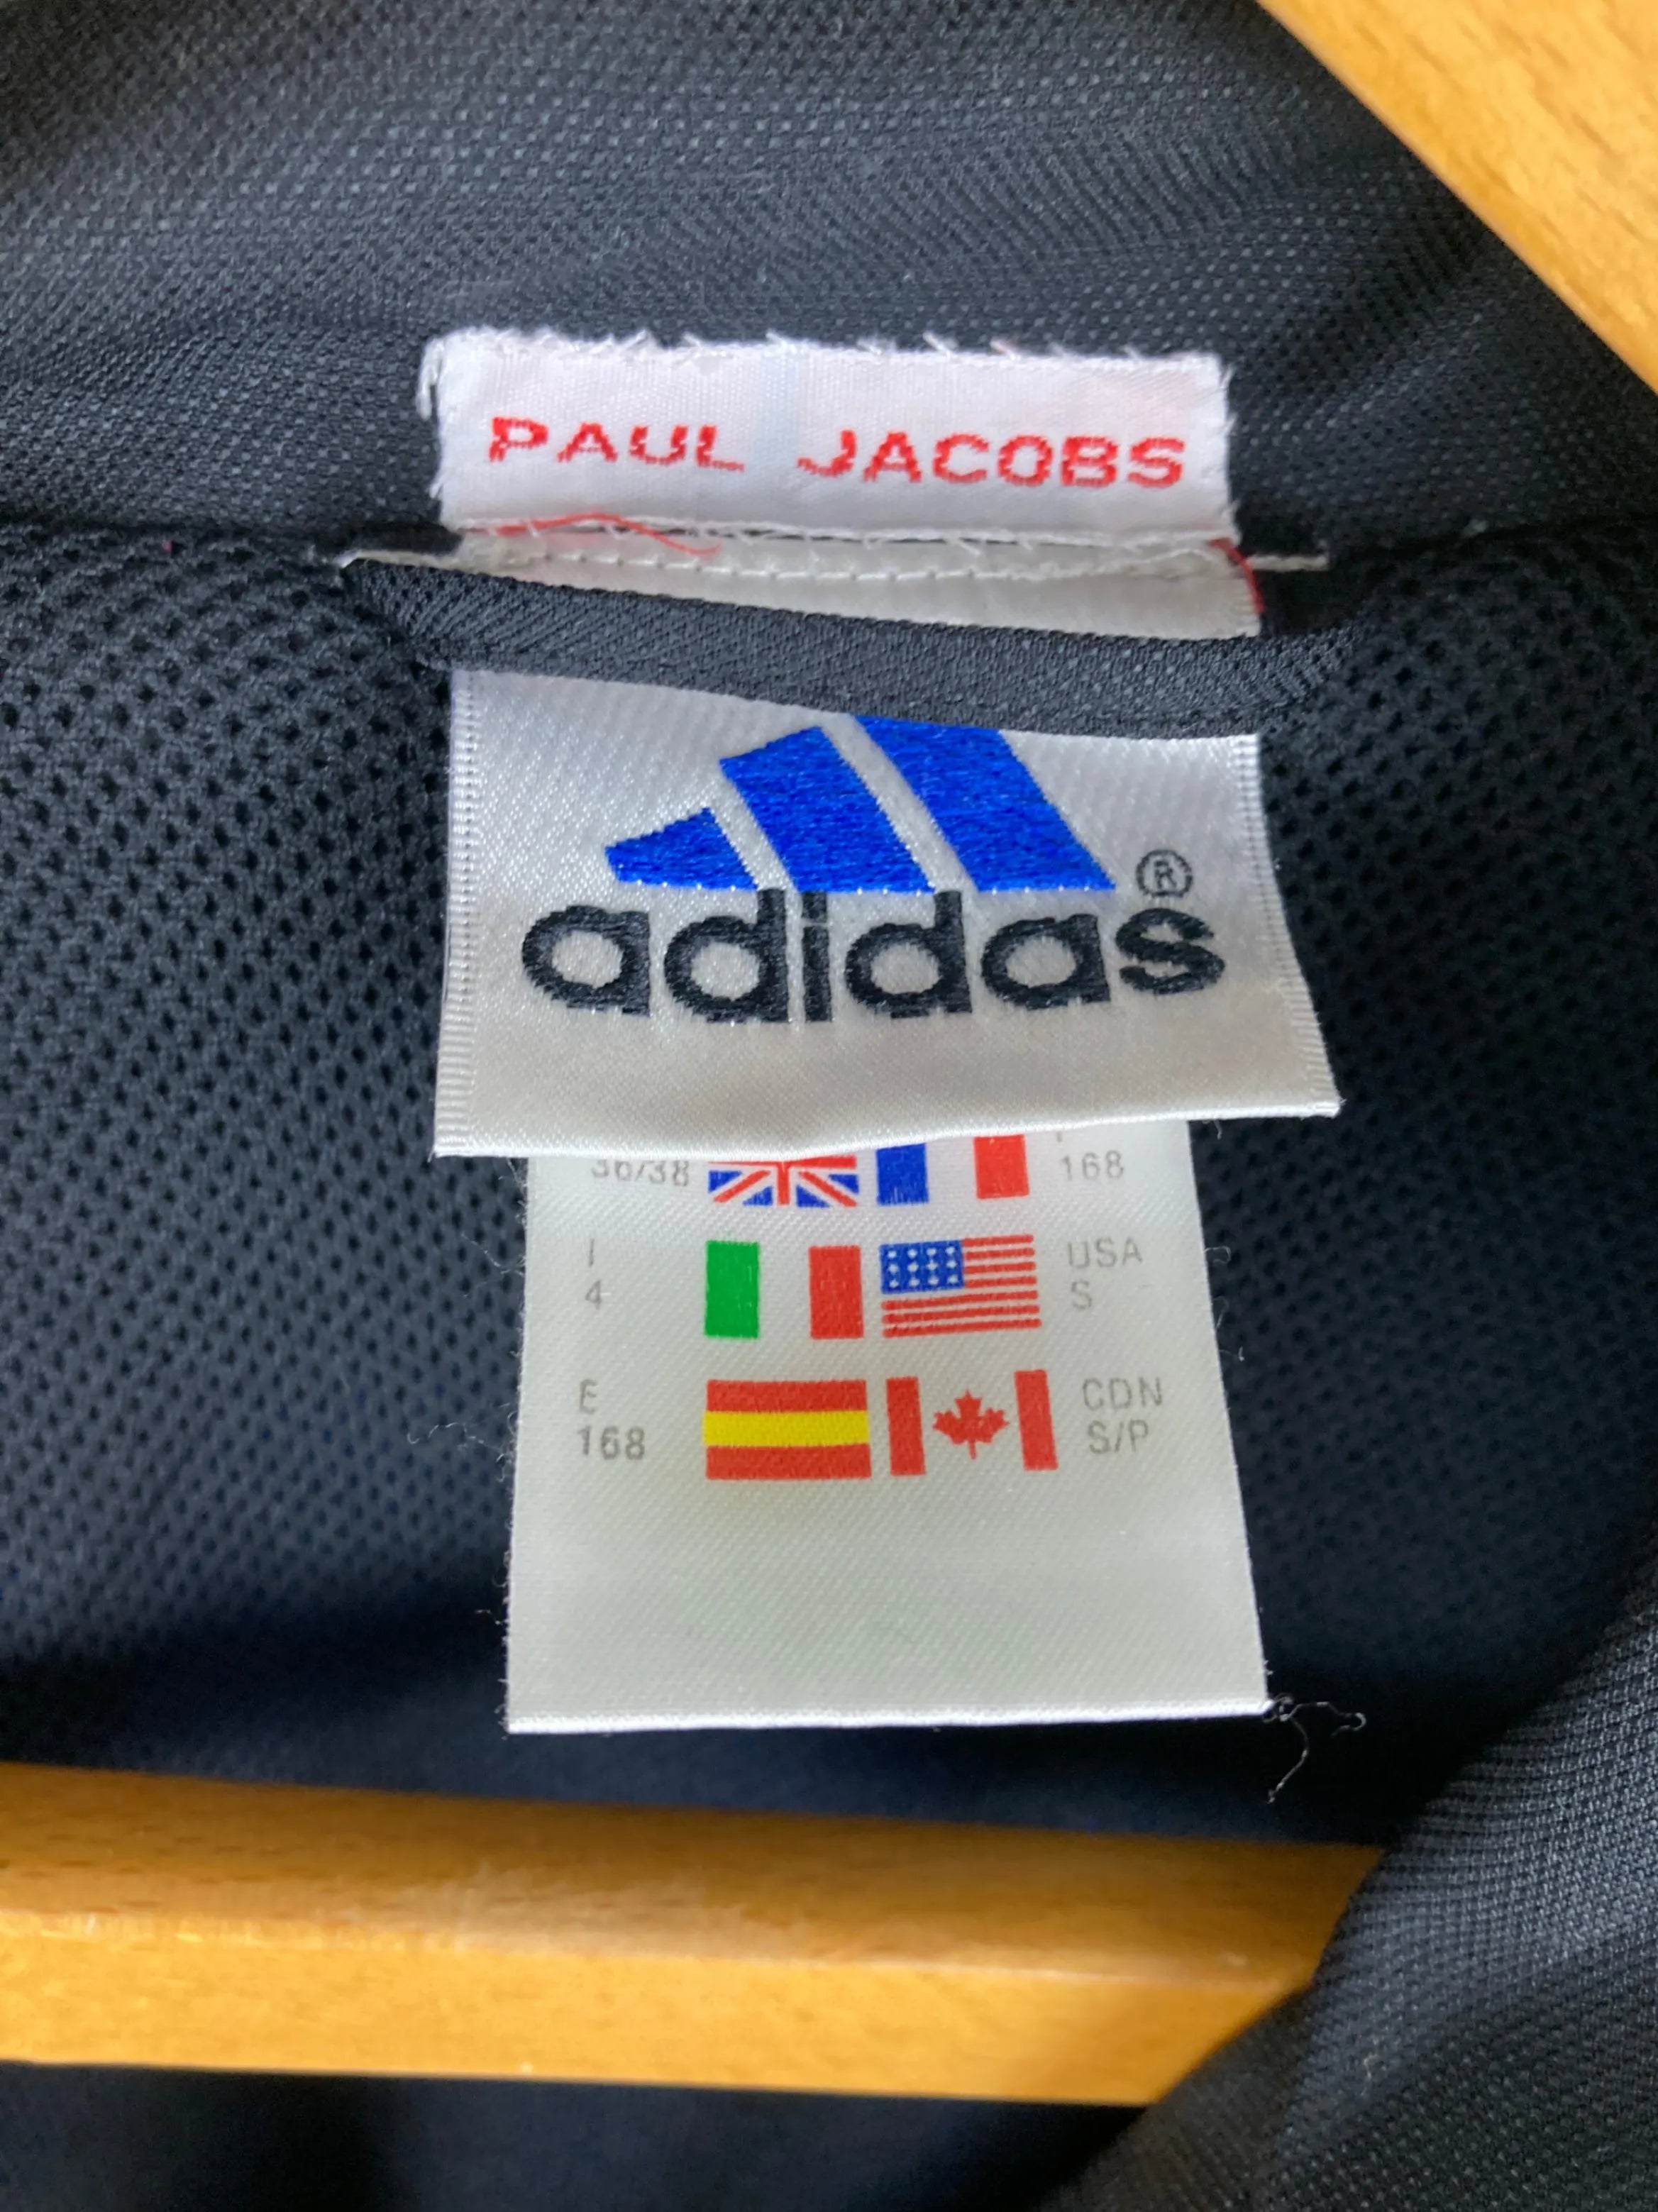 PAUL JACOBS
adidas ®
36/38
168
I
4
USA
S
E
168
CDN
S/P